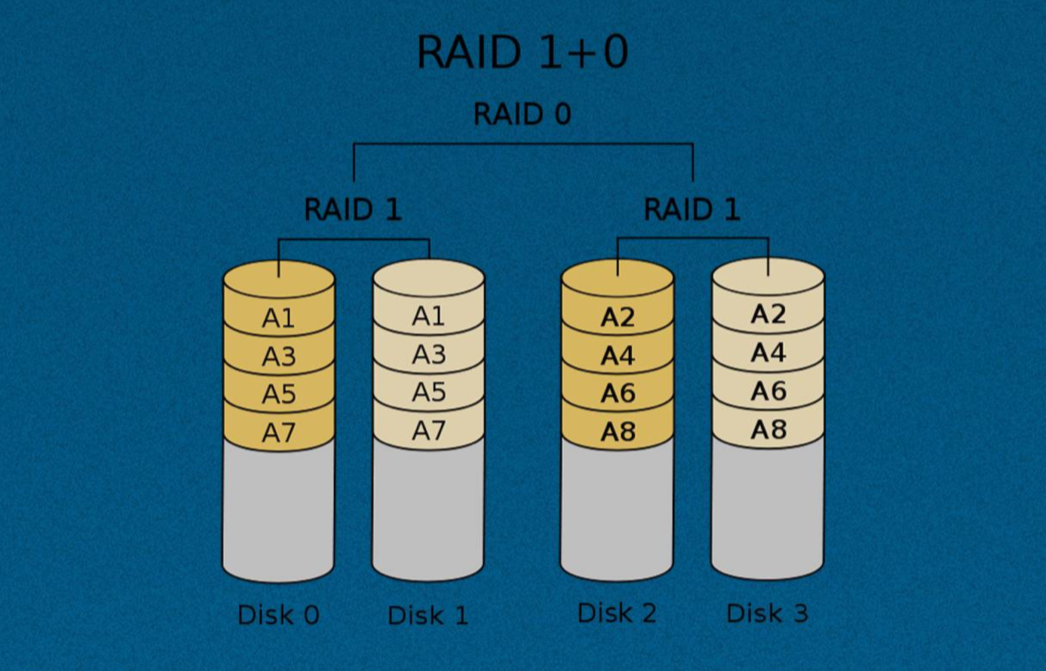 RAID 1+0
RAID 0
RAID 1 RAID 1
A1 A1 A2 A2
A3 A3 A4 A4
A5 A5 A6 A6
A7 A7 A8 A8
Disk 0 Disk 1 Disk 2 Disk 3